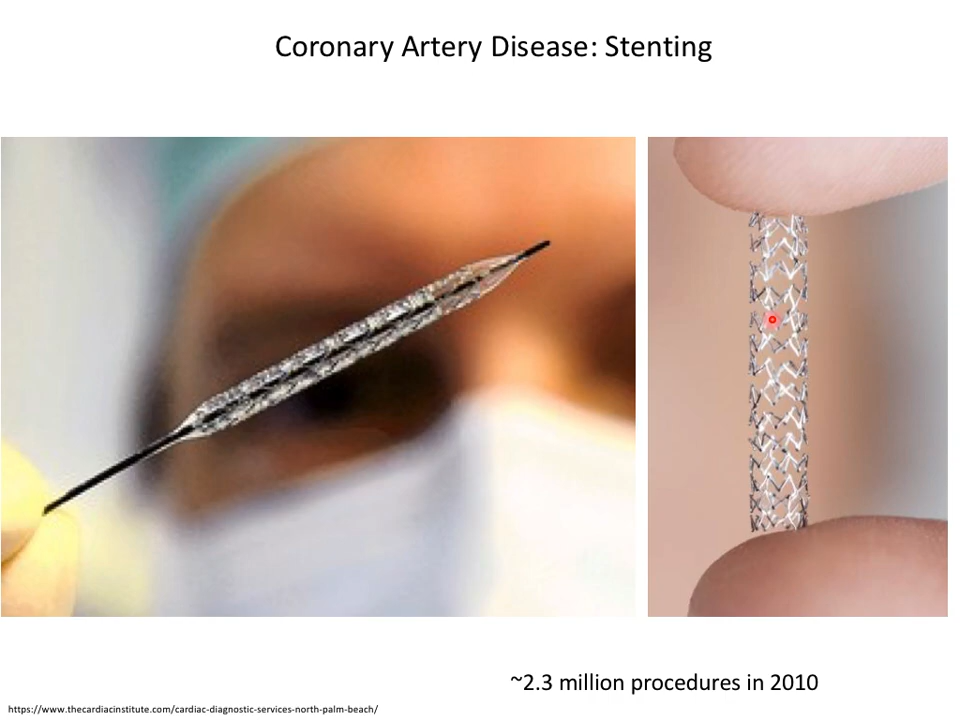 Coronary Artery Disease: Stenting
~2.3 million procedures in 2010
https://www.thecardiacinstitute.com/cardiac-diagnostic-services-north-palm-beach/